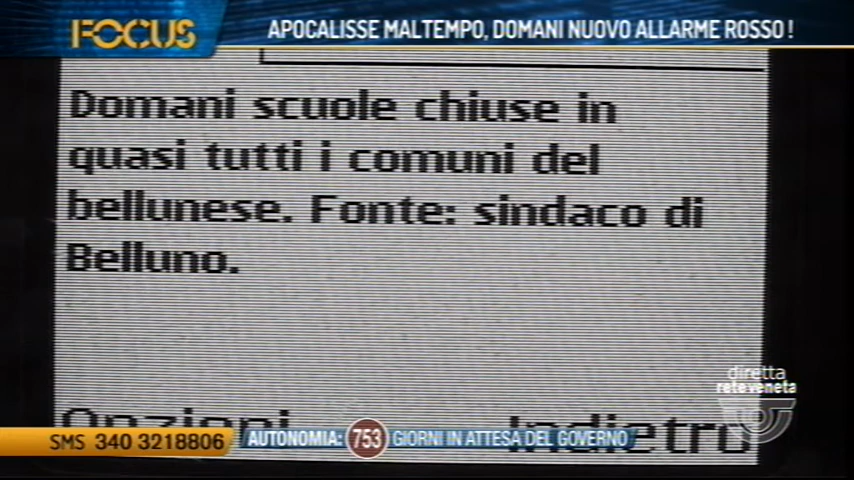 FOCUS
APOCALISSE MALTEMPO, DOMANI NUOVO ALLARME ROSSO!
Domani scuole chiuse in
quasi tutti i comuni del
bellunese. Fonte: sindaco di
Belluno.
diretta
reteveneta
Opzioni
Indietro
SMS 340 3218806
AUTONOMIA: 753 GIORNI IN ATTESA DEL GOVERNO